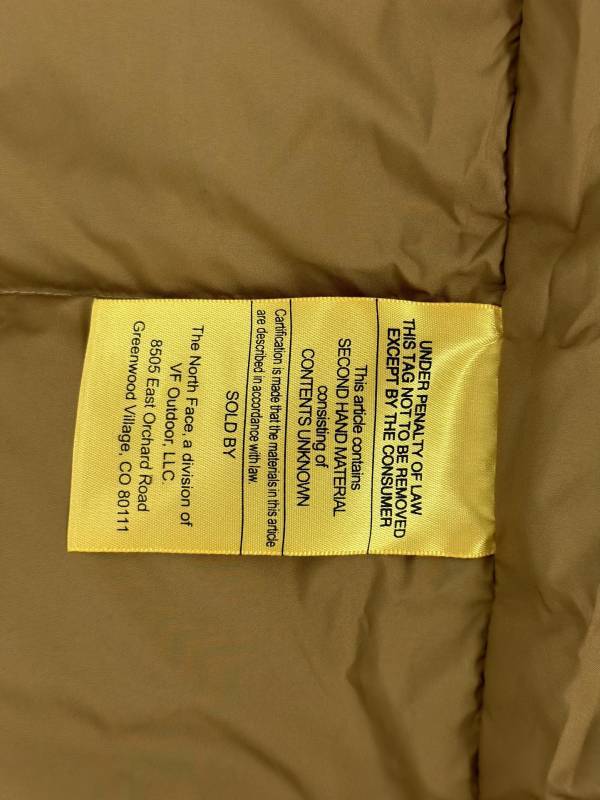 UNDER PENALTY OF LAW
THIS TAG NOT TO BE REMOVED
EXCEPT BY THE CONSUMER
This article contains
SECOND HAND MATERIAL
consisting of
CONTENTS UNKNOWN
Cartification is made that the materials in this article
are described in accordance with law.
SOLD BY
The North Face, a division of
VF Outdoor, LLC.
8505 East Orchard Road
Greenwood Village, CO 80111